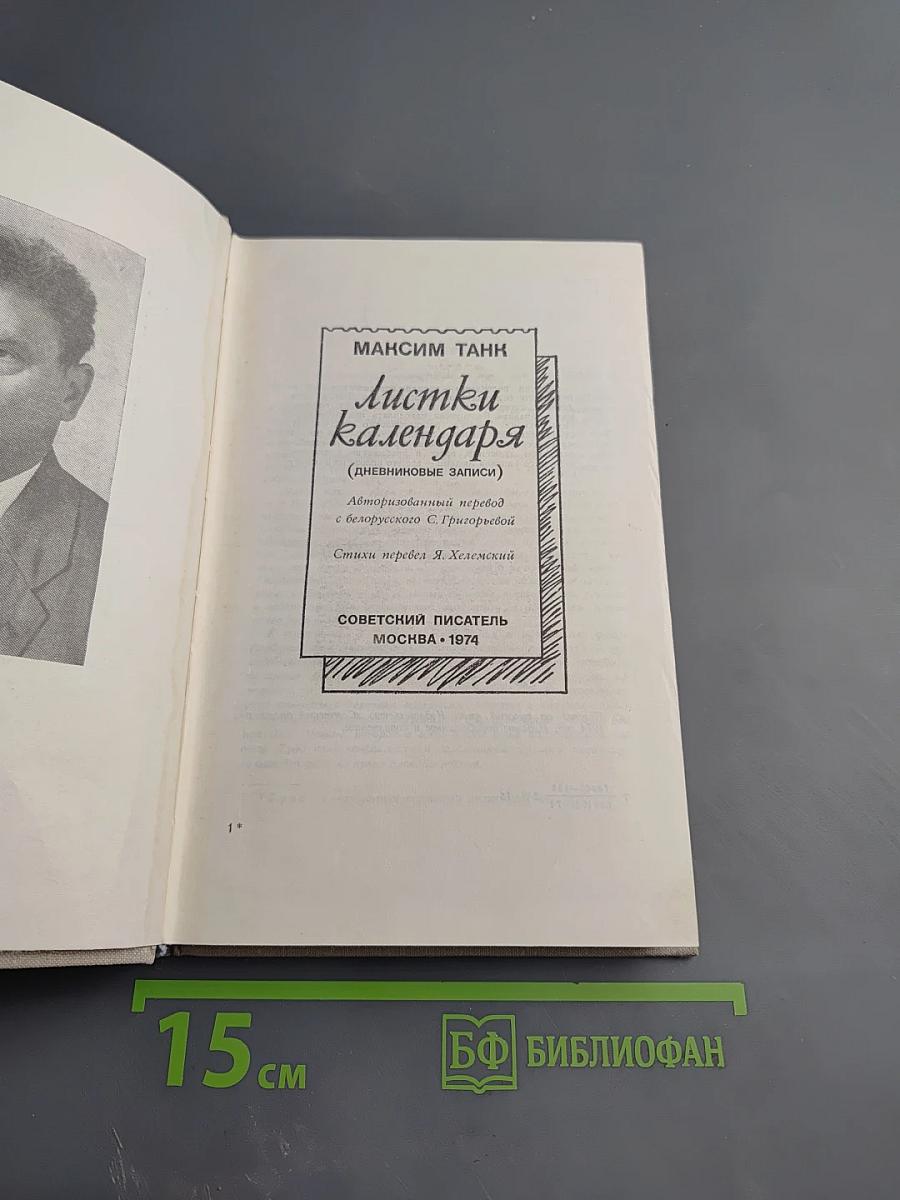 МАКСИМ ТАНК
Листки
календаря
(ДНЕВНИКОВЫЕ ЗАПИСИ)
Авторизованный перевод
с белорусского С. Григорьевой
Стихи перевел Я. Хелемский
СОВЕТСКИЙ ПИСАТЕЛЬ
МОСКВА • 1974
1*
15 см
БФ БИБЛИОФАН